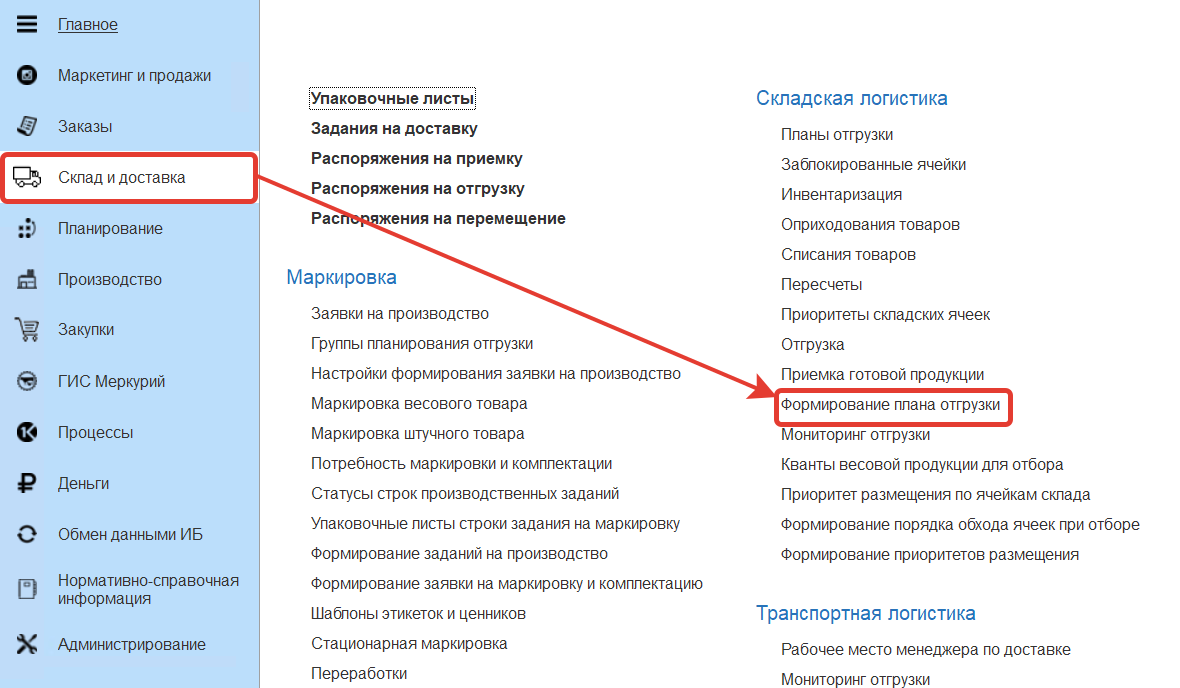 Главное
Маркетинг и продажи
Заказы
Склад и доставка
Планирование
Производство
Закупки
ГИС Меркурий
Процессы
Деньги
Обмен данными ИБ
Нормативно-справочная
информация
Администрирование
Упаковочные листы
Задания на доставку
Распоряжения на приемку
Распоряжения на отгрузку
Распоряжения на перемещение
Маркировка
Заявки на производство
Группы планирования отгрузки
Настройки формирования заявки на производство
Маркировка весового товара
Маркировка штучного товара
Потребность маркировки и комплектации
Статусы строк производственных заданий
Упаковочные листы строки задания на маркировку
Формирование заданий на производство
Формирование заявки на маркировку и комплектацию
Шаблоны этикеток и ценников
Стационарная маркировка
Переработки
Складская логистика
Планы отгрузки
Заблокированные ячейки
Инвентаризация
Оприходования товаров
Списания товаров
Пересчеты
Приоритеты складских ячеек
Отгрузка
Приемка готовой продукции
Формирование плана отгрузки
Мониторинг отгрузки
Кванты весовой продукции для отбора
Приоритет размещения по ячейкам склада
Формирование порядка обхода ячеек при отборе
Формирование приоритетов размещения
Транспортная логистика
Рабочее место менеджера по доставке
Мониторинг отгрузки